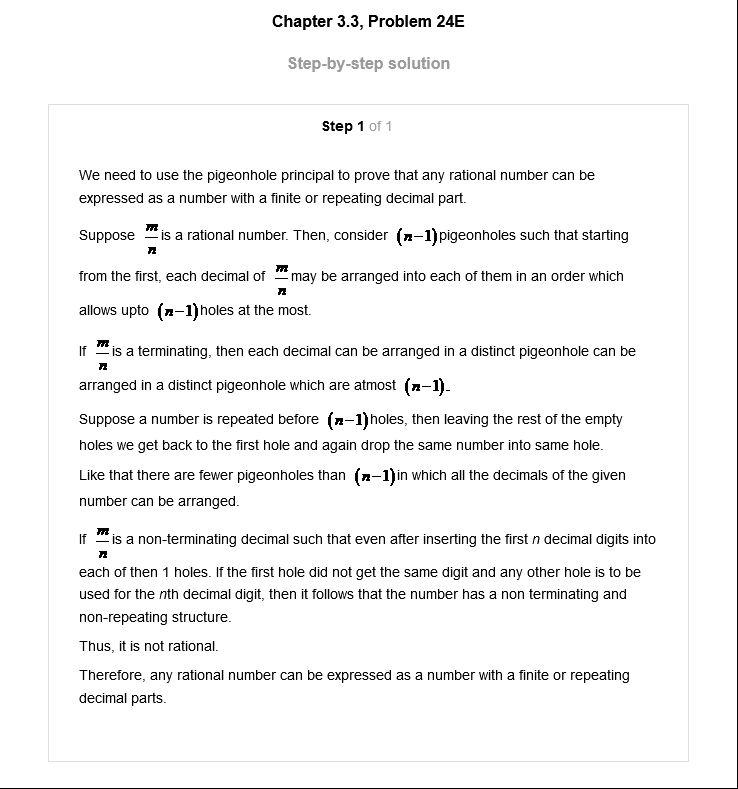 Chapter 3.3, Problem 24E
Step-by-step solution
Step 1 of 1
We need to use the pigeonhole principal to prove that any rational number can be
expressed as a number with a finite or repeating decimal part.
Suppose m/n is a rational number. Then, consider (n−1) pigeonholes such that starting
from the first, each decimal of m/n may be arranged into each of them in an order which
allows upto (n−1) holes at the most.
If m/n is a terminating, then each decimal can be arranged in a distinct pigeonhole can be
arranged in a distinct pigeonhole which are atmost (n−1).
Suppose a number is repeated before (n−1) holes, then leaving the rest of the empty
holes we get back to the first hole and again drop the same number into same hole.
Like that there are fewer pigeonholes than (n−1) in which all the decimals of the given
number can be arranged.
If m/n is a non-terminating decimal such that even after inserting the first n decimal digits into
each of then 1 holes. If the first hole did not get the same digit and any other hole is to be
used for the nth decimal digit, then it follows that the number has a non terminating and
non-repeating structure.
Thus, it is not rational.
Therefore, any rational number can be expressed as a number with a finite or repeating
decimal parts.